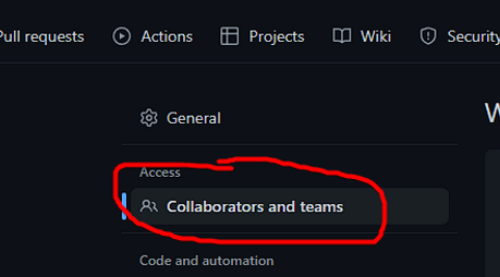 Pull requests Actions Projects Wiki Security
General
W
Access
Collaborators and teams
Code and automation